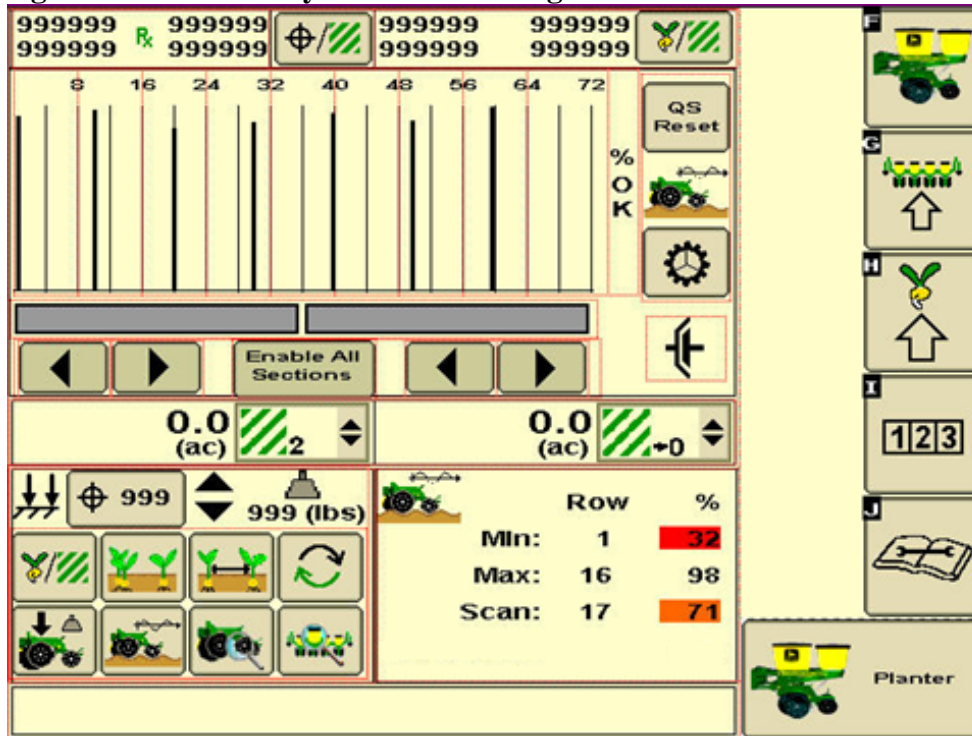 999999 Rx 999999 999999 999999
999999 999999 999999 999999
8 16 24 32 40 48 56 64 72
QS
Reset
%
O
K
Enable All
Sections
0.0
(ac)
2
0.0
(ac)
0
999
999 (lbs)
Row %
MIn: 1 32
Max: 16 98
Scan: 17 71
F
G
H
I
123
J
Planter